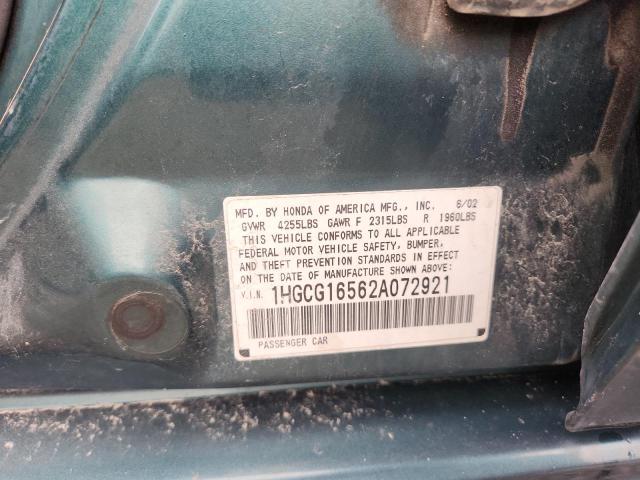 MFD. BY HONDA OF AMERICA MFG., INC. 6/02
GVWR 4255LBS GAWR F 2315LBS R 1960LBS
THIS VEHICLE CONFORMS TO ALL APPLICABLE
FEDERAL MOTOR VEHICLE SAFETY, BUMPER,
AND THEFT PREVENTION STANDARDS IN EFFECT
ON THE DATE OF MANUFACTURE SHOWN ABOVE:
V.I.N. 1HGCG16562A072921
PASSENGER CAR